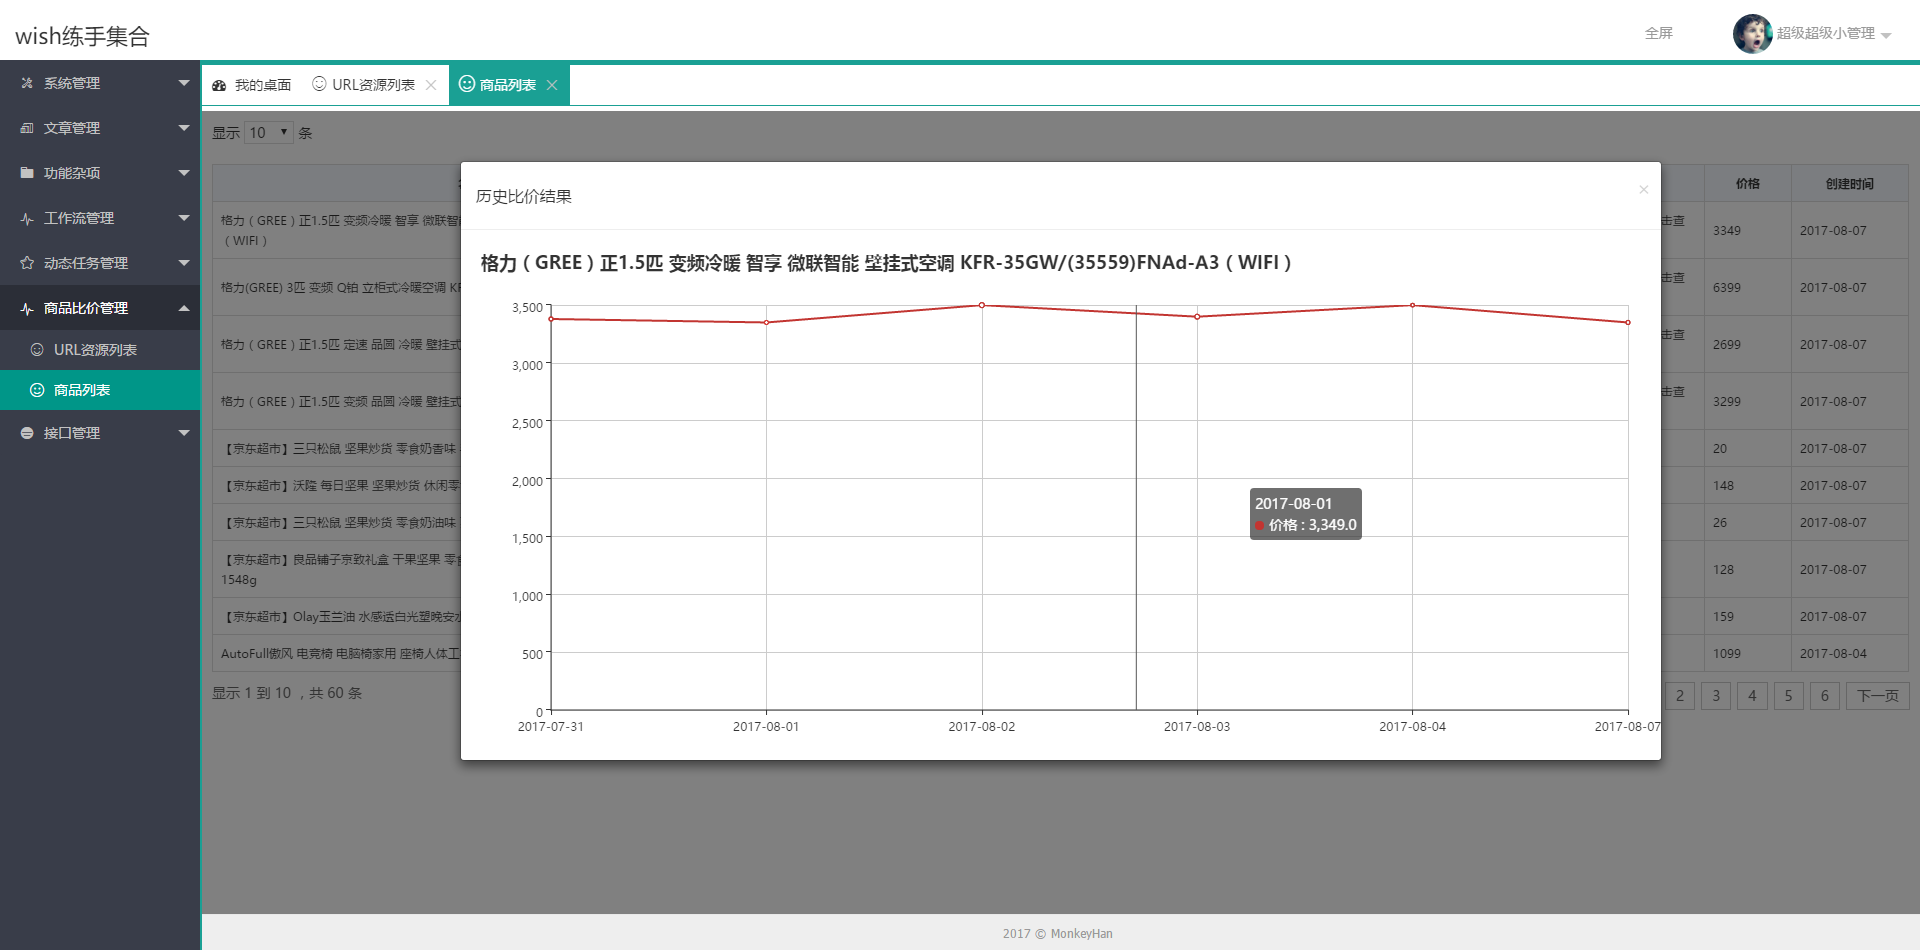 wish练手集合
全屏
超级超级小管理
系统管理
文章管理
功能杂项
工作流管理
动态任务管理
商品比价管理
URL资源列表
商品列表
接口管理
我的桌面
URL资源列表
商品列表
显示 10 条
价格
创建时间
格力（GREE）正1.5匹 变频冷暖 智享 微联智
（WIFI）
击查
3349
2017-08-07
格力(GREE) 3匹 变频 Q铂 立柜式冷暖空调
击查
6399
2017-08-07
格力（GREE）正1.5匹 定速 品圆 冷暖 壁挂式
击查
2699
2017-08-07
格力（GREE）正1.5匹 变频 品圆 冷暖 壁挂式
击查
3299
2017-08-07
【京东超市】三只松鼠 坚果炒货 零食奶香味
20
2017-08-07
【京东超市】沃隆 每日坚果 坚果炒货 休闲零
148
2017-08-07
【京东超市】三只松鼠 坚果炒货 零食奶油味
26
2017-08-07
【京东超市】良品铺子京致礼盒 干果坚果 零
1548g
128
2017-08-07
【京东超市】Olay玉兰油 水感透白光塑晚安
159
2017-08-07
AutoFull傲风 电竞椅 电脑椅家用 座椅人体工
1099
2017-08-04
显示 1 到 10 ，共 60 条
2
3
4
5
6
下一页
历史比价结果
×
格力（GREE）正1.5匹 变频冷暖 智享 微联智能 壁挂式空调 KFR-35GW/(35559)FNAd-A3（WIFI）
3,500
3,000
2,500
2,000
1,500
1,000
500
0
2017-08-01
价格 : 3,349.0
2017-07-31
2017-08-01
2017-08-02
2017-08-03
2017-08-04
2017-08-07
2017 © MonkeyHan